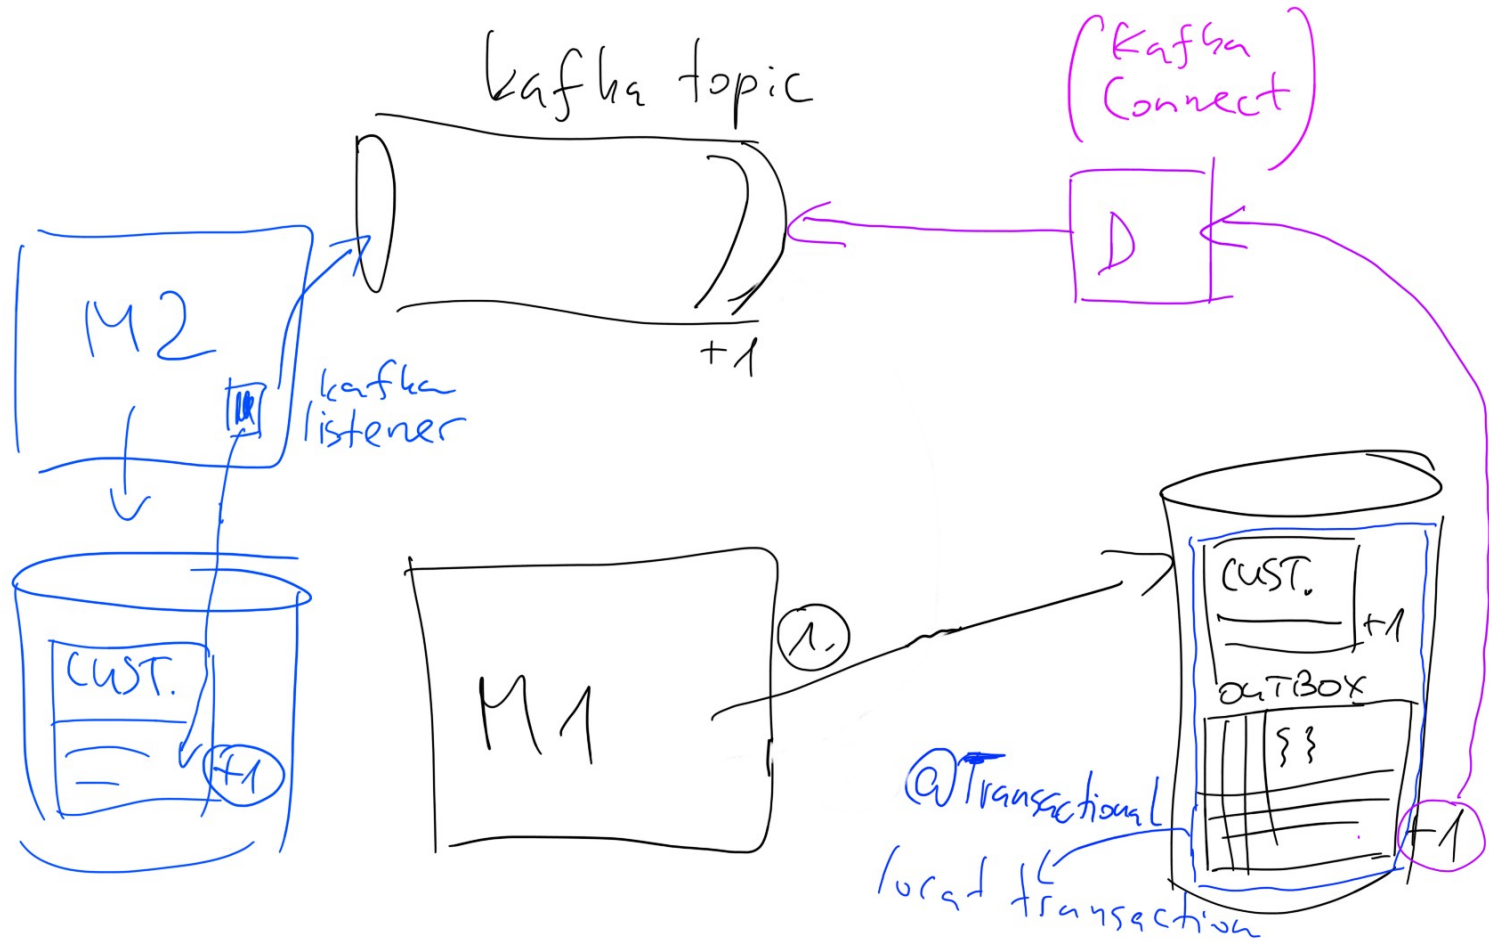 kafka topic
(Kafka
Connect)
D
M2
+1
kafka
listener
CUST.
+1
M1
1.
CUST.
+1
OUTBOX
{ }
+1
@Transactional
local transaction